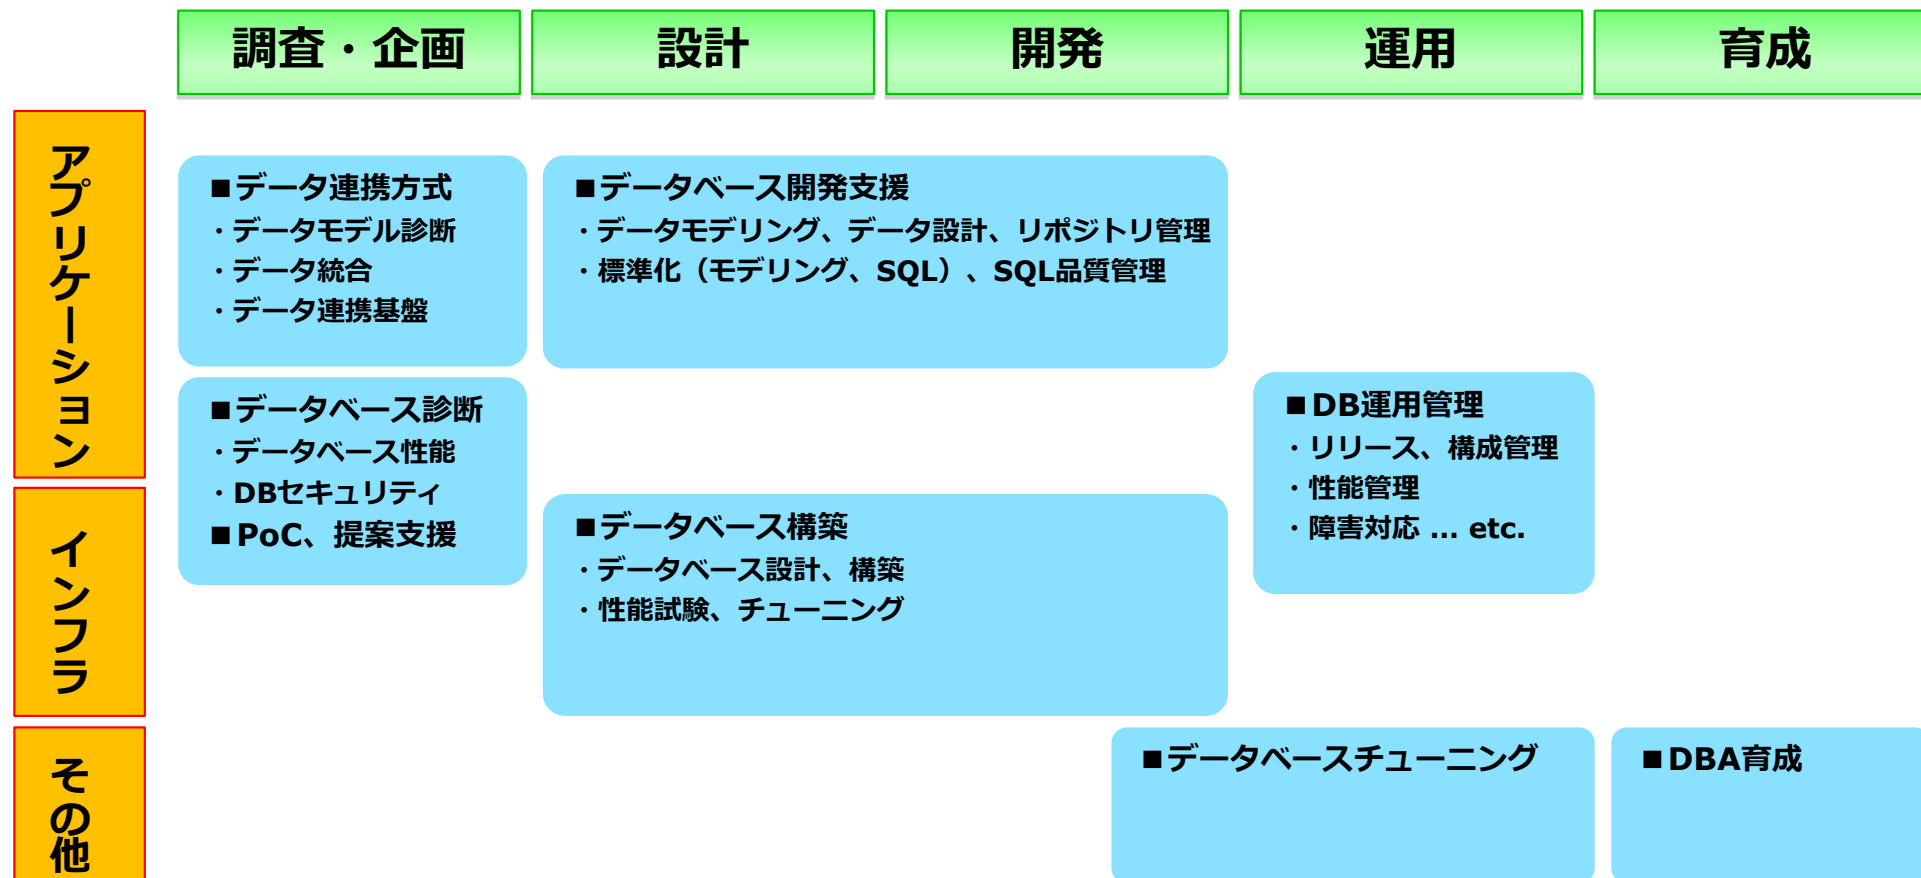 調査・企画
設計
開発
運用
育成
アプリケーション
■データ連携方式
・データモデル診断
・データ統合
・データ連携基盤
■データベース開発支援
・データモデリング、データ設計、リポジトリ管理
・標準化（モデリング、SQL）、SQL品質管理
■データベース診断
・データベース性能
・DBセキュリティ
■PoC、提案支援
■DB運用管理
・リリース、構成管理
・性能管理
・障害対応 … etc.
インフラ
■データベース構築
・データベース設計、構築
・性能試験、チューニング
その他
■データベースチューニング
■DBA育成